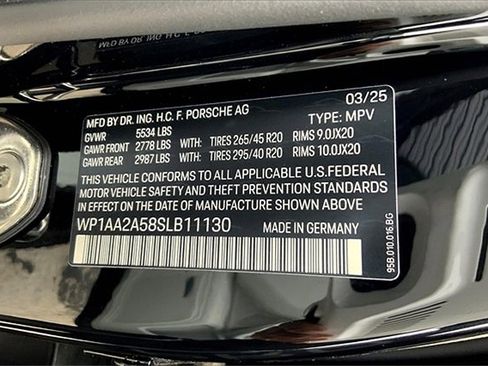 MFD BY DR. ING. H.C. F. PORSCHE AG 03/25
GVWR 5534 LBS TYPE: MPV
GAWR FRONT 2778 LBS WITH: TIRES 265/45 R20 RIMS 9.0JX20
GAWR REAR 2987 LBS WITH: TIRES 295/40 R20 RIMS 10.0JX20
THIS VEHICLE CONFORMS TO ALL APPLICABLE U.S.FEDERAL
MOTOR VEHICLE SAFETY AND THEFT PREVENTION STANDARDS
IN EFFECT ON THE DATE OF MANUFACTURE SHOWN ABOVE
WP1AA2A58SLB11130 MADE IN GERMANY
95B.010.016.BG